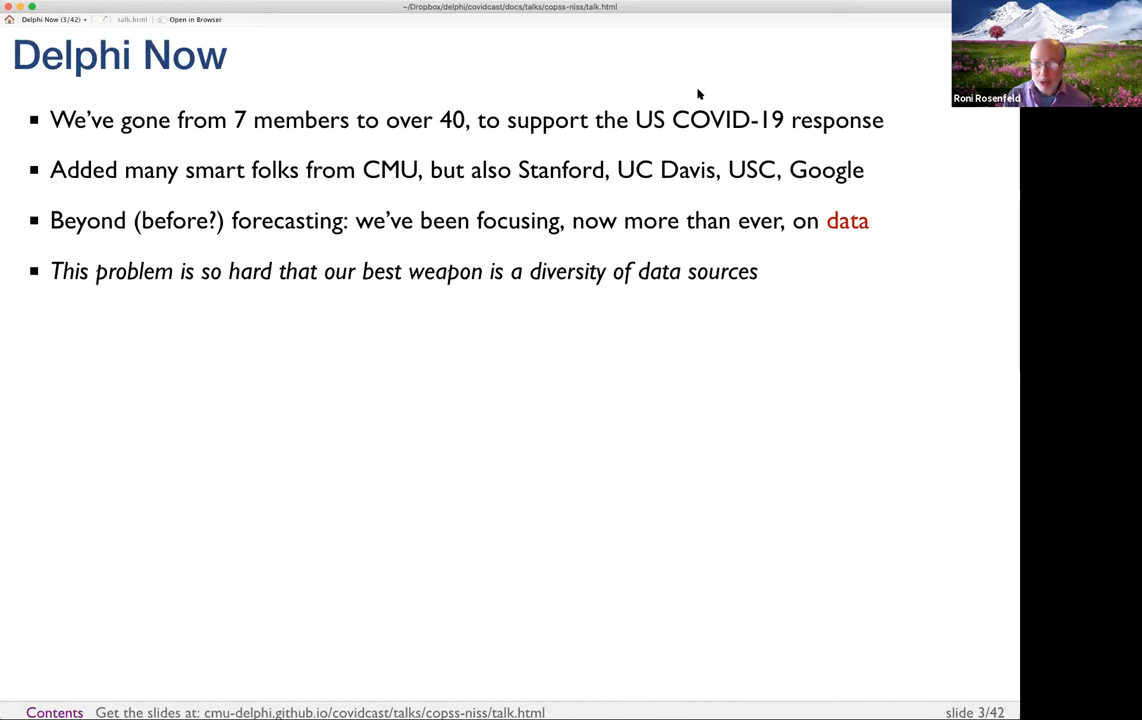 ~/Dropbox/delphi/covidcast/docs/talks/copss-niss/talk.html
Delphi Now (3/42)
talk.html
Open in Browser
Delphi Now
Roni Rosenfeld
▪ We've gone from 7 members to over 40, to support the US COVID-19 response
▪ Added many smart folks from CMU, but also Stanford, UC Davis, USC, Google
▪ Beyond (before?) forecasting: we've been focusing, now more than ever, on data
▪ This problem is so hard that our best weapon is a diversity of data sources
Contents Get the slides at: cmu-delphi.github.io/covidcast/talks/copss-niss/talk.html slide 3/42